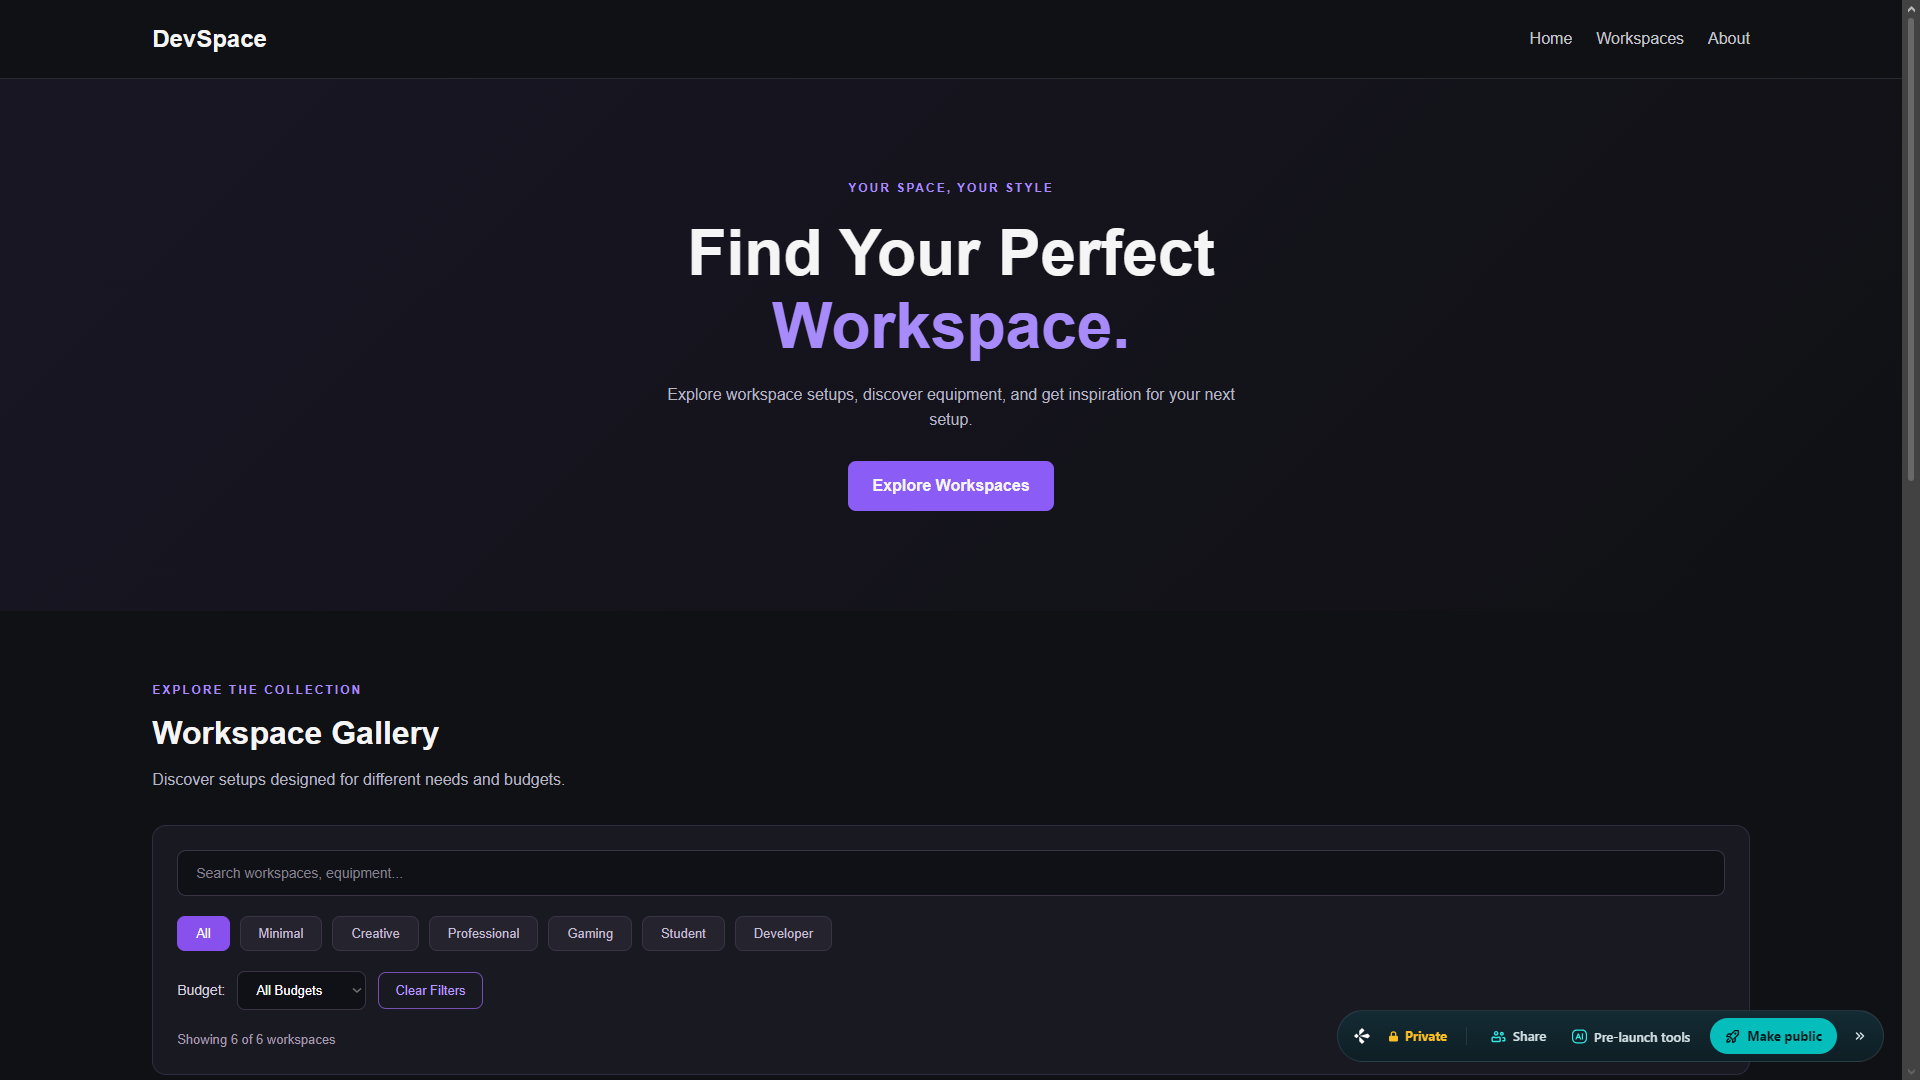 DevSpace
Home Workspaces About
YOUR SPACE, YOUR STYLE
Find Your Perfect
Workspace.
Explore workspace setups, discover equipment, and get inspiration for your next
setup.
Explore Workspaces
EXPLORE THE COLLECTION
Workspace Gallery
Discover setups designed for different needs and budgets.
Search workspaces, equipment...
All Minimal Creative Professional Gaming Student Developer
Budget: All Budgets Clear Filters
Showing 6 of 6 workspaces
Private Share AI Pre-launch tools Make public »